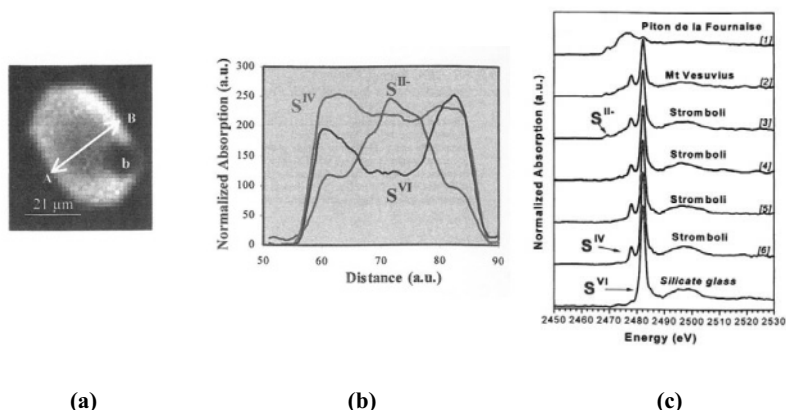 B
b
A
21 µm
Normalized Absorption (a.u.)
300
250
200
150
100
50
0
S^IV
S^II-
S^VI
50
60
70
80
90
Distance (a.u.)
Normalized Absorption (a.u.)
Piton de la Fournaise
[1]
Mt Vesuvius
[2]
S^II-
Stromboli
[3]
Stromboli
[4]
Stromboli
[5]
S^IV
Stromboli
[6]
S^VI
Silicate glass
2450 2460 2470 2480 2490 2500 2510 2520 2530
Energy (eV)
(a)
(b)
(c)